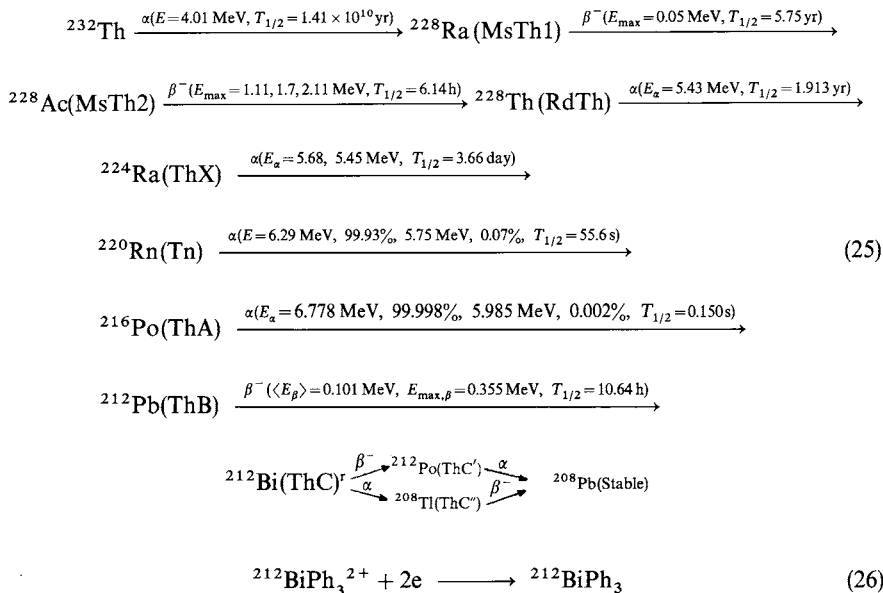 ²³²Th α(E=4.01 MeV, T₁/₂=1.41 × 10¹⁰ yr) ²²⁸Ra (MsTh1) β⁻(Eₘₐₓ=0.05 MeV, T₁/₂=5.75 yr)
²²⁸Ac(MsTh2) β⁻(Eₘₐₓ=1.11, 1.7, 2.11 MeV, T₁/₂=6.14 h) ²²⁸Th (RdTh) α(E_α=5.43 MeV, T₁/₂=1.913 yr)
²²⁴Ra(ThX) α(E_α=5.68, 5.45 MeV, T₁/₂=3.66 day)
²²⁰Rn(Tn) α(E=6.29 MeV, 99.93%, 5.75 MeV, 0.07%, T₁/₂=55.6 s) (25)
²¹⁶Po(ThA) α(E_α=6.778 MeV, 99.998%, 5.985 MeV, 0.002%, T₁/₂=0.150 s)
²¹²Pb(ThB) β⁻(⟨E_β⟩=0.101 MeV, E_max,β=0.355 MeV, T₁/₂=10.64 h)
β⁻ ²¹²Po(ThC′) α
²¹²Bi(ThC)ʳ ²⁰⁸Pb(Stable)
α ²⁰⁸Tl(ThC″) β⁻
²¹²BiPh₃²⁺ + 2e ⟶ ²¹²BiPh₃ (26)